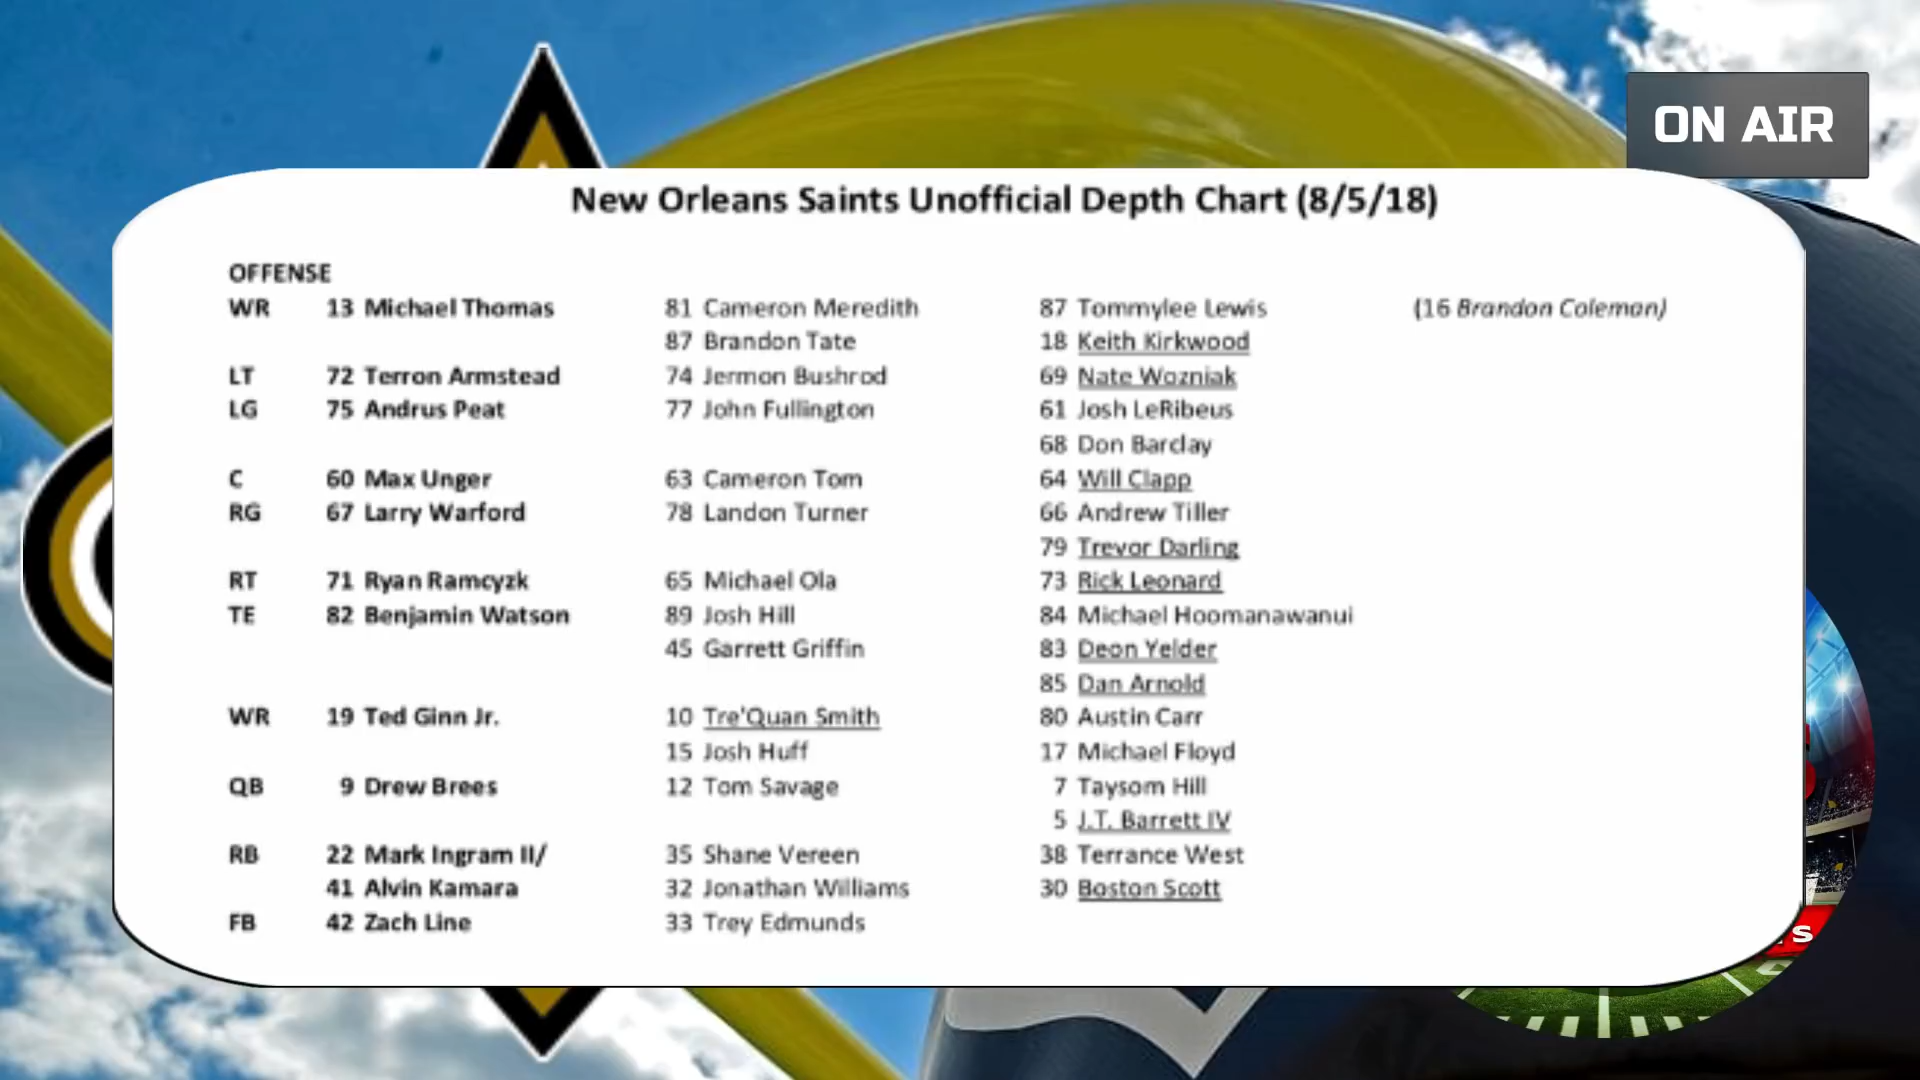 ON AIR
New Orleans Saints Unofficial Depth Chart (8/5/18)
OFFENSE
WR 13 Michael Thomas 81 Cameron Meredith 87 Tommylee Lewis (16 Brandon Coleman)
87 Brandon Tate 18 Keith Kirkwood
LT 72 Terron Armstead 74 Jermon Bushrod 69 Nate Wozniak
LG 75 Andrus Peat 77 John Fullington 61 Josh LeRibeus
68 Don Barclay
C 60 Max Unger 63 Cameron Tom 64 Will Clapp
RG 67 Larry Warford 78 Landon Turner 66 Andrew Tiller
79 Trevor Darling
RT 71 Ryan Ramcyzk 65 Michael Ola 73 Rick Leonard
TE 82 Benjamin Watson 89 Josh Hill 84 Michael Hoomanawanui
45 Garrett Griffin 83 Deon Yelder
85 Dan Arnold
WR 19 Ted Ginn Jr. 10 Tre'Quan Smith 80 Austin Carr
15 Josh Huff 17 Michael Floyd
QB 9 Drew Brees 12 Tom Savage 7 Taysom Hill
5 J.T. Barrett IV
RB 22 Mark Ingram II/ 35 Shane Vereen 38 Terrance West
41 Alvin Kamara 32 Jonathan Williams 30 Boston Scott
FB 42 Zach Line 33 Trey Edmunds